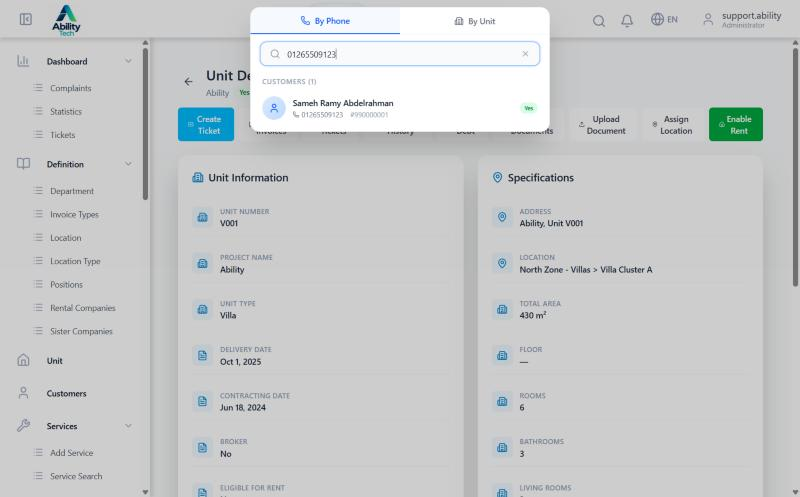 Ability
Tech
By Phone
By Unit
EN
support.ability
Administrator
01265509123
CUSTOMERS (1)
Sameh Ramy Abdelrahman
01265509123 #990000001
Yes
Dashboard
Complaints
Statistics
Tickets
Definition
Department
Invoice Types
Location
Location Type
Positions
Rental Companies
Sister Companies
Unit
Customers
Services
Add Service
Service Search
Unit De
Ability Yes
Create
Ticket
Invoices
Tickets
History
Debt
Documents
Upload
Document
Assign
Location
Enable
Rent
Unit Information
UNIT NUMBER
V001
PROJECT NAME
Ability
UNIT TYPE
Villa
DELIVERY DATE
Oct 1, 2025
CONTRACTING DATE
Jun 18, 2024
BROKER
No
ELIGIBLE FOR RENT
Specifications
ADDRESS
Ability, Unit V001
LOCATION
North Zone - Villas > Villa Cluster A
TOTAL AREA
430 m²
FLOOR
—
ROOMS
6
BATHROOMS
3
LIVING ROOMS